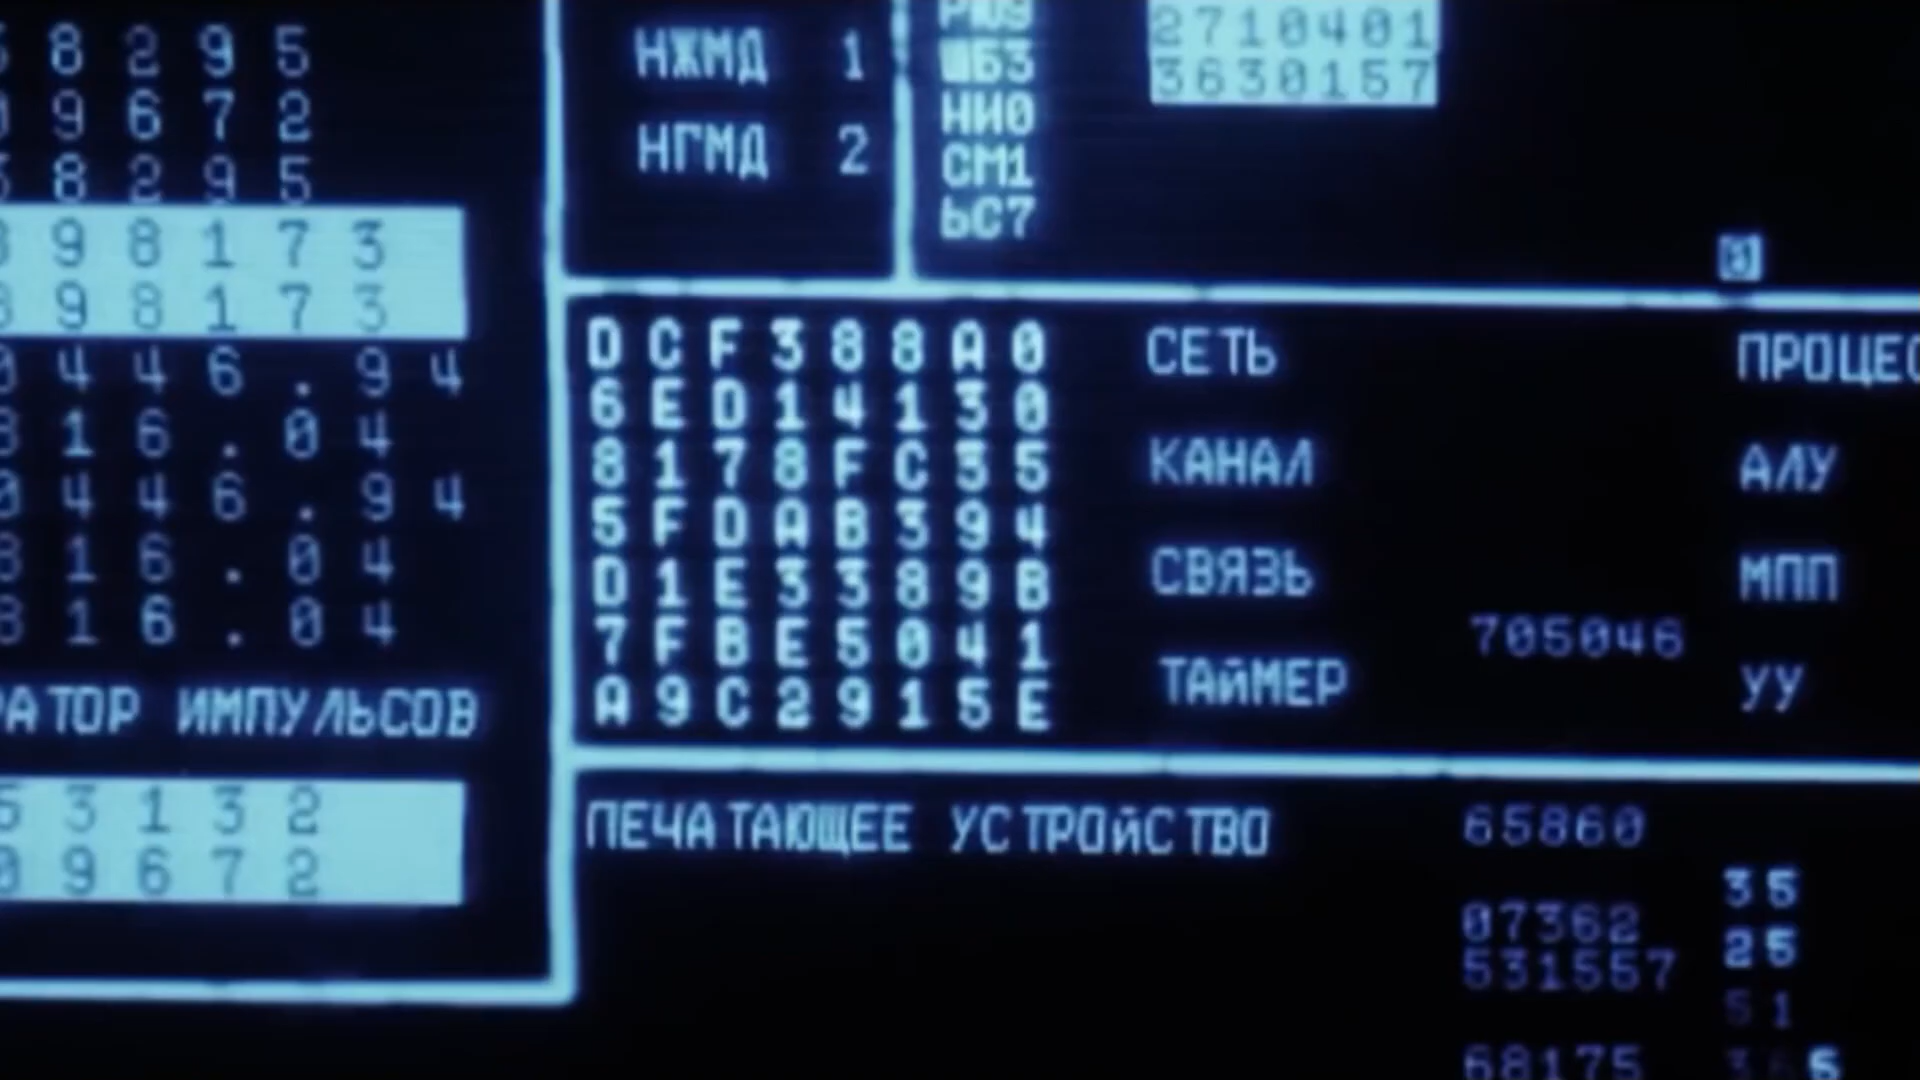 8 2 9 5
9 6 7 2
8 2 9 5
9 8 1 7 3
9 8 1 7 3
4 4 6 . 9 4
1 6 . 0 4
4 4 6 . 9 4
1 6 . 0 4
1 6 . 0 4
РАТОР ИМПУЛЬСОВ
3 1 3 2
9 6 7 2
НЖМД 1
НГМД 2
ШБ3
НИ0
СМ1
ЬС7
2710401
3630157
0
D C F 3 8 8 A 0
6 E D 1 4 1 3 0
8 1 7 8 F C 3 5
5 F D A B 3 9 4
D 1 E 3 3 8 9 B
7 F B E 5 0 4 1
A 9 C 2 9 1 5 E
СЕТЬ
КАНАЛ
СВЯЗЬ
ТАЙМЕР
705046
ПРОЦЕС
АЛУ
МПП
УУ
ПЕЧАТАЮЩЕЕ УСТРОЙСТВО
65860
07362
531557
68175
35
25
51